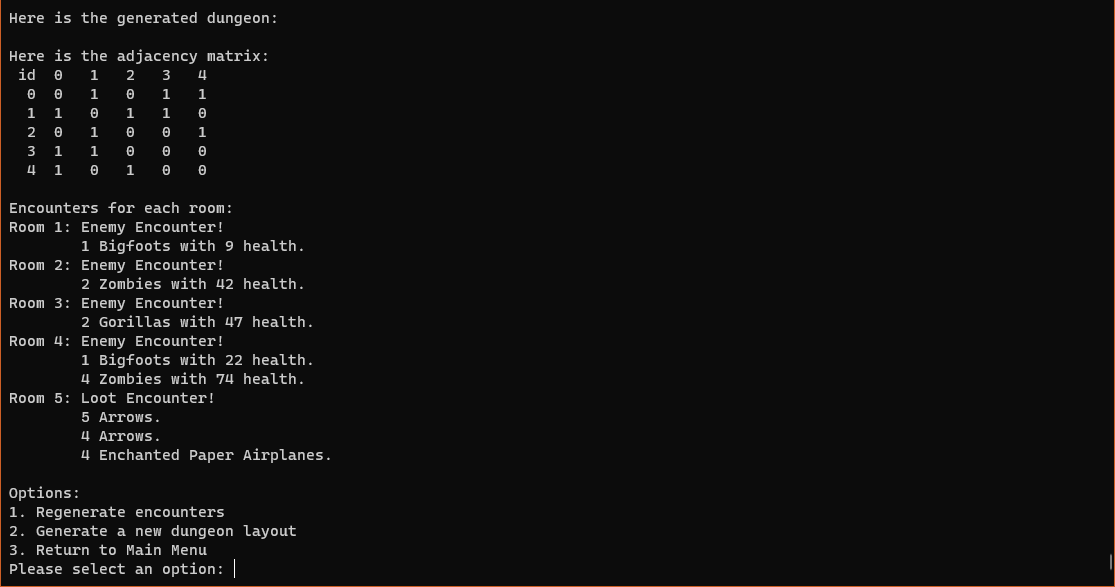 Here is the generated dungeon:
Here is the adjacency matrix:
id 0 1 2 3 4
0 0 1 0 1 1
1 1 0 1 1 0
2 0 1 0 0 1
3 1 1 0 0 0
4 1 0 1 0 0
Encounters for each room:
Room 1: Enemy Encounter!
1 Bigfoots with 9 health.
Room 2: Enemy Encounter!
2 Zombies with 42 health.
Room 3: Enemy Encounter!
2 Gorillas with 47 health.
Room 4: Enemy Encounter!
1 Bigfoots with 22 health.
4 Zombies with 74 health.
Room 5: Loot Encounter!
5 Arrows.
4 Arrows.
4 Enchanted Paper Airplanes.
Options:
1. Regenerate encounters
2. Generate a new dungeon layout
3. Return to Main Menu
Please select an option: